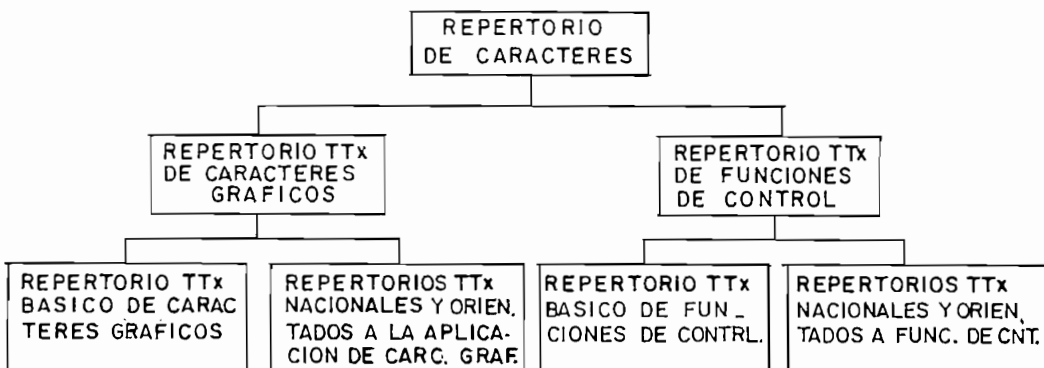 REPERTORIO
DE CARACTERES
REPERTORIO TTx
DE CARACTERES
GRAFICOS
REPERTORIO TTx
DE FUNCIONES
DE CONTROL
REPERTORIO TTx
BASICO DE CARAC
TERES GRAFICOS
REPERTORIOS TTx
NACIONALES Y ORIEN.
TADOS A LA APLICA-
CION DE CARC. GRAF.
REPERTORIO TTx
BASICO DE FUN_
CIONES DE CONTRL.
REPERTORIOS TTx
NACIONALES Y ORIEN,
TADOS A FUNC. DE CNT.